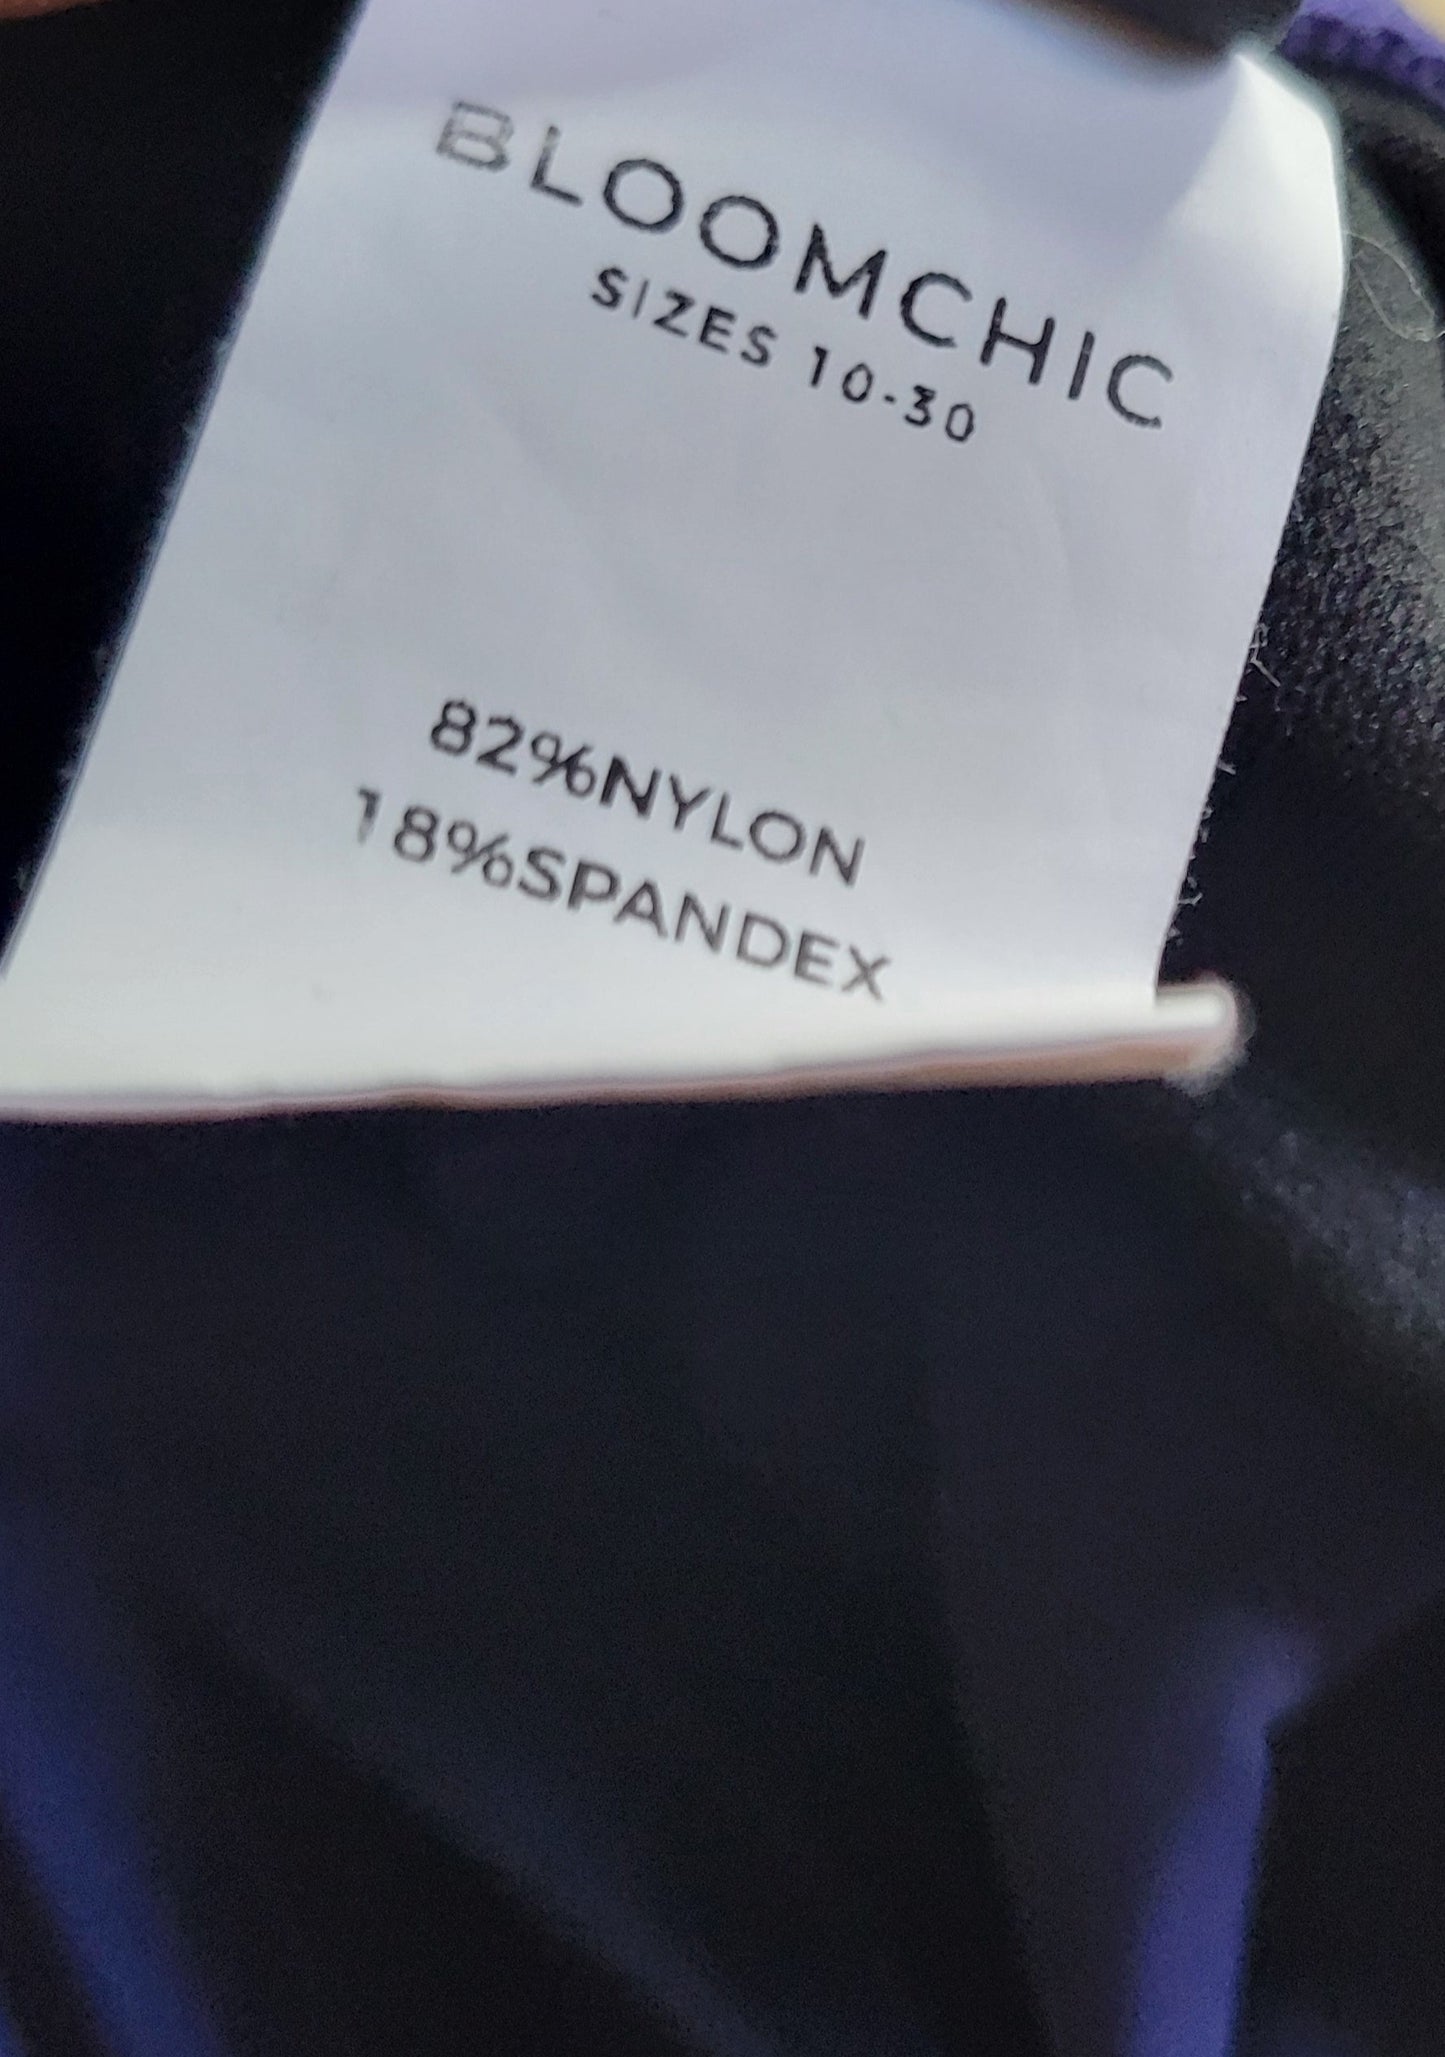 BLOOMCHIC
SIZES 10-30
82%NYLON
18%SPANDEX